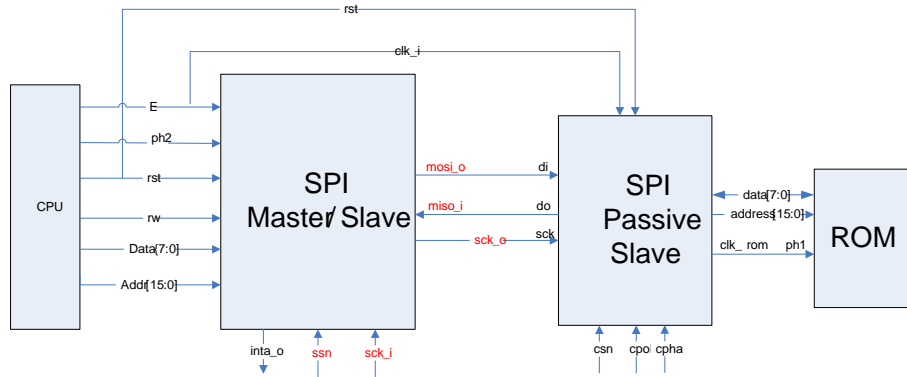 rst
clk_i
E
ph2
rst
rw
Data(7:0]
Addr[15:0]
CPU
SPI
Master/Slave
mosi_o
miso_i
sck_o
di
do
sck
SPI
Passive
Slave
data[7:0]
address[15:0]
clk_ rom
ph1
ROM
inta_o
ssn
sck_i
csn
cpol
cpha